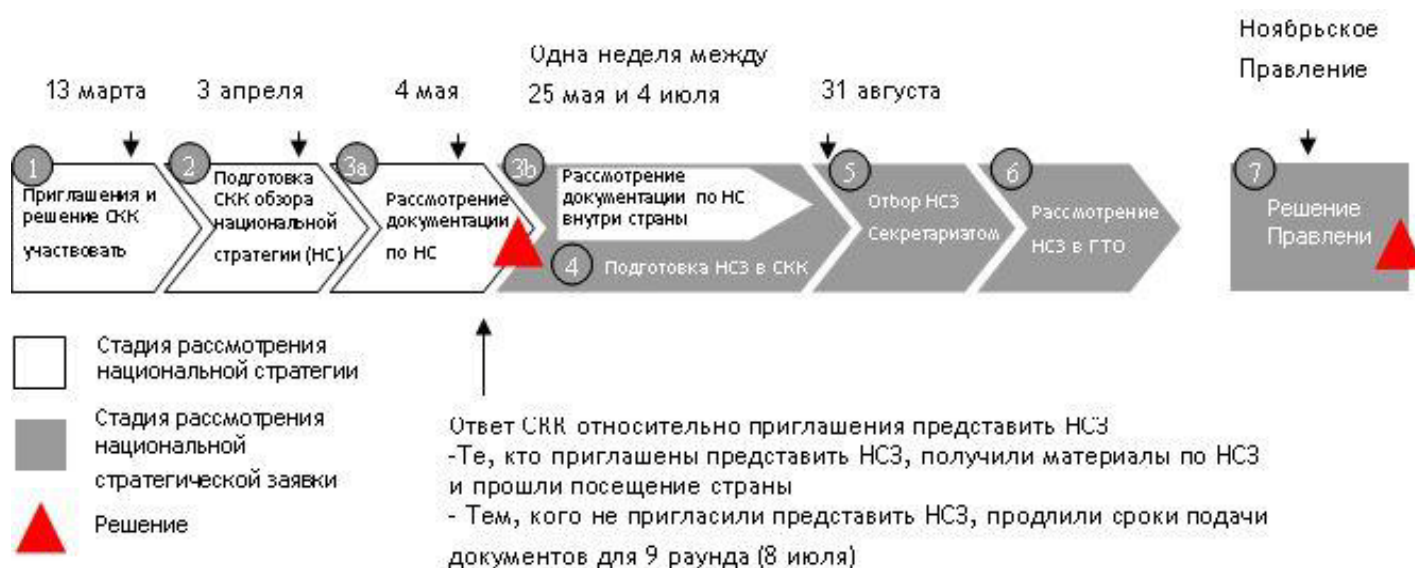 Ноябрьское
Правление
Одна неделя между
25 мая и 4 июля
13 марта
3 апреля
4 мая
31 августа
1
Приглашения и
решение СКК
участвовать
2
Подготовка
СКК обзора
национальной
стратегии (НС)
3a
Рассмотрение
документации
по НС
3b
Рассмотрение
документации по НС
внутри страны
4
Подготовка НСЗ в СКК
5
Отбор НСЗ
Секретариатом
6
Рассмотрение
НСЗ в ГТО
7
Решение
Правлени
Стадия рассмотрения
национальной стратегии
Стадия рассмотрения
национальной
стратегической заявки
Решение
Ответ СКК относительно приглашения представить НСЗ
-Те, кто приглашены представить НСЗ, получили материалы по НСЗ
и прошли посещение страны
- Тем, кого не пригласили представить НСЗ, продлили сроки подачи
документов для 9 раунда (8 июля)